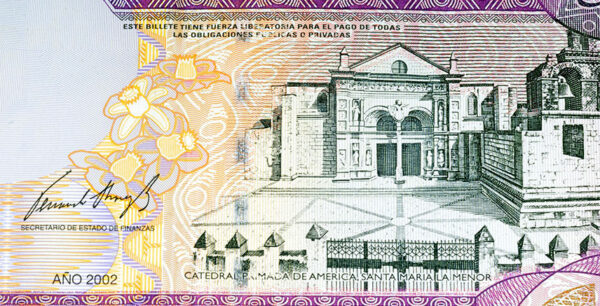 ESTE BILLETE TIENE FUERZA LIBERATORIA PARA EL PAGO DE TODAS
LAS OBLIGACIONES PUBLICAS O PRIVADAS
SECRETARIO DE ESTADO DE FINANZAS
AÑO 2002
CATEDRAL PRIMADA DE AMERICA, SANTA MARIA LA MENOR